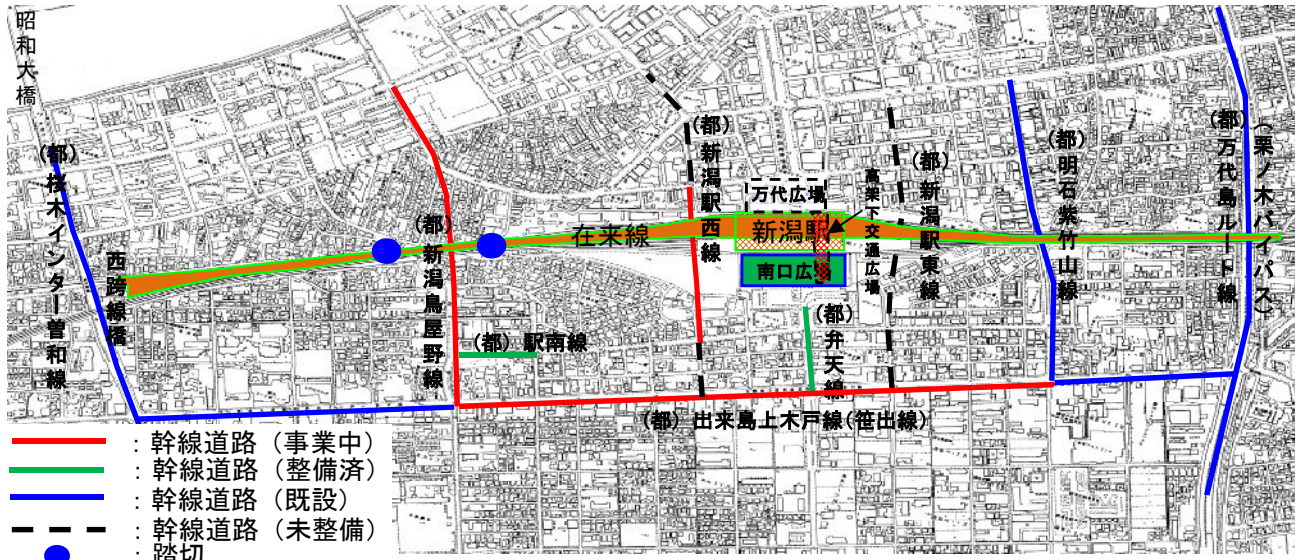 昭和大橋
(都)桜木インター曽和線
西跨線橋
(都)新潟鳥屋野線
(都)駅南線
在来線
(都)新潟駅西線
万代広場
新潟駅
南口広場
高架下交通広場
(都)弁天線
(都)新潟駅東線
(都)明石紫竹山線
(都)万代島ルート線
(栗ノ木バイパス)
(都)出来島上木戸線(笹出線)
:幹線道路(事業中)
:幹線道路(整備済)
:幹線道路(既設)
:幹線道路(未整備)
:踏切